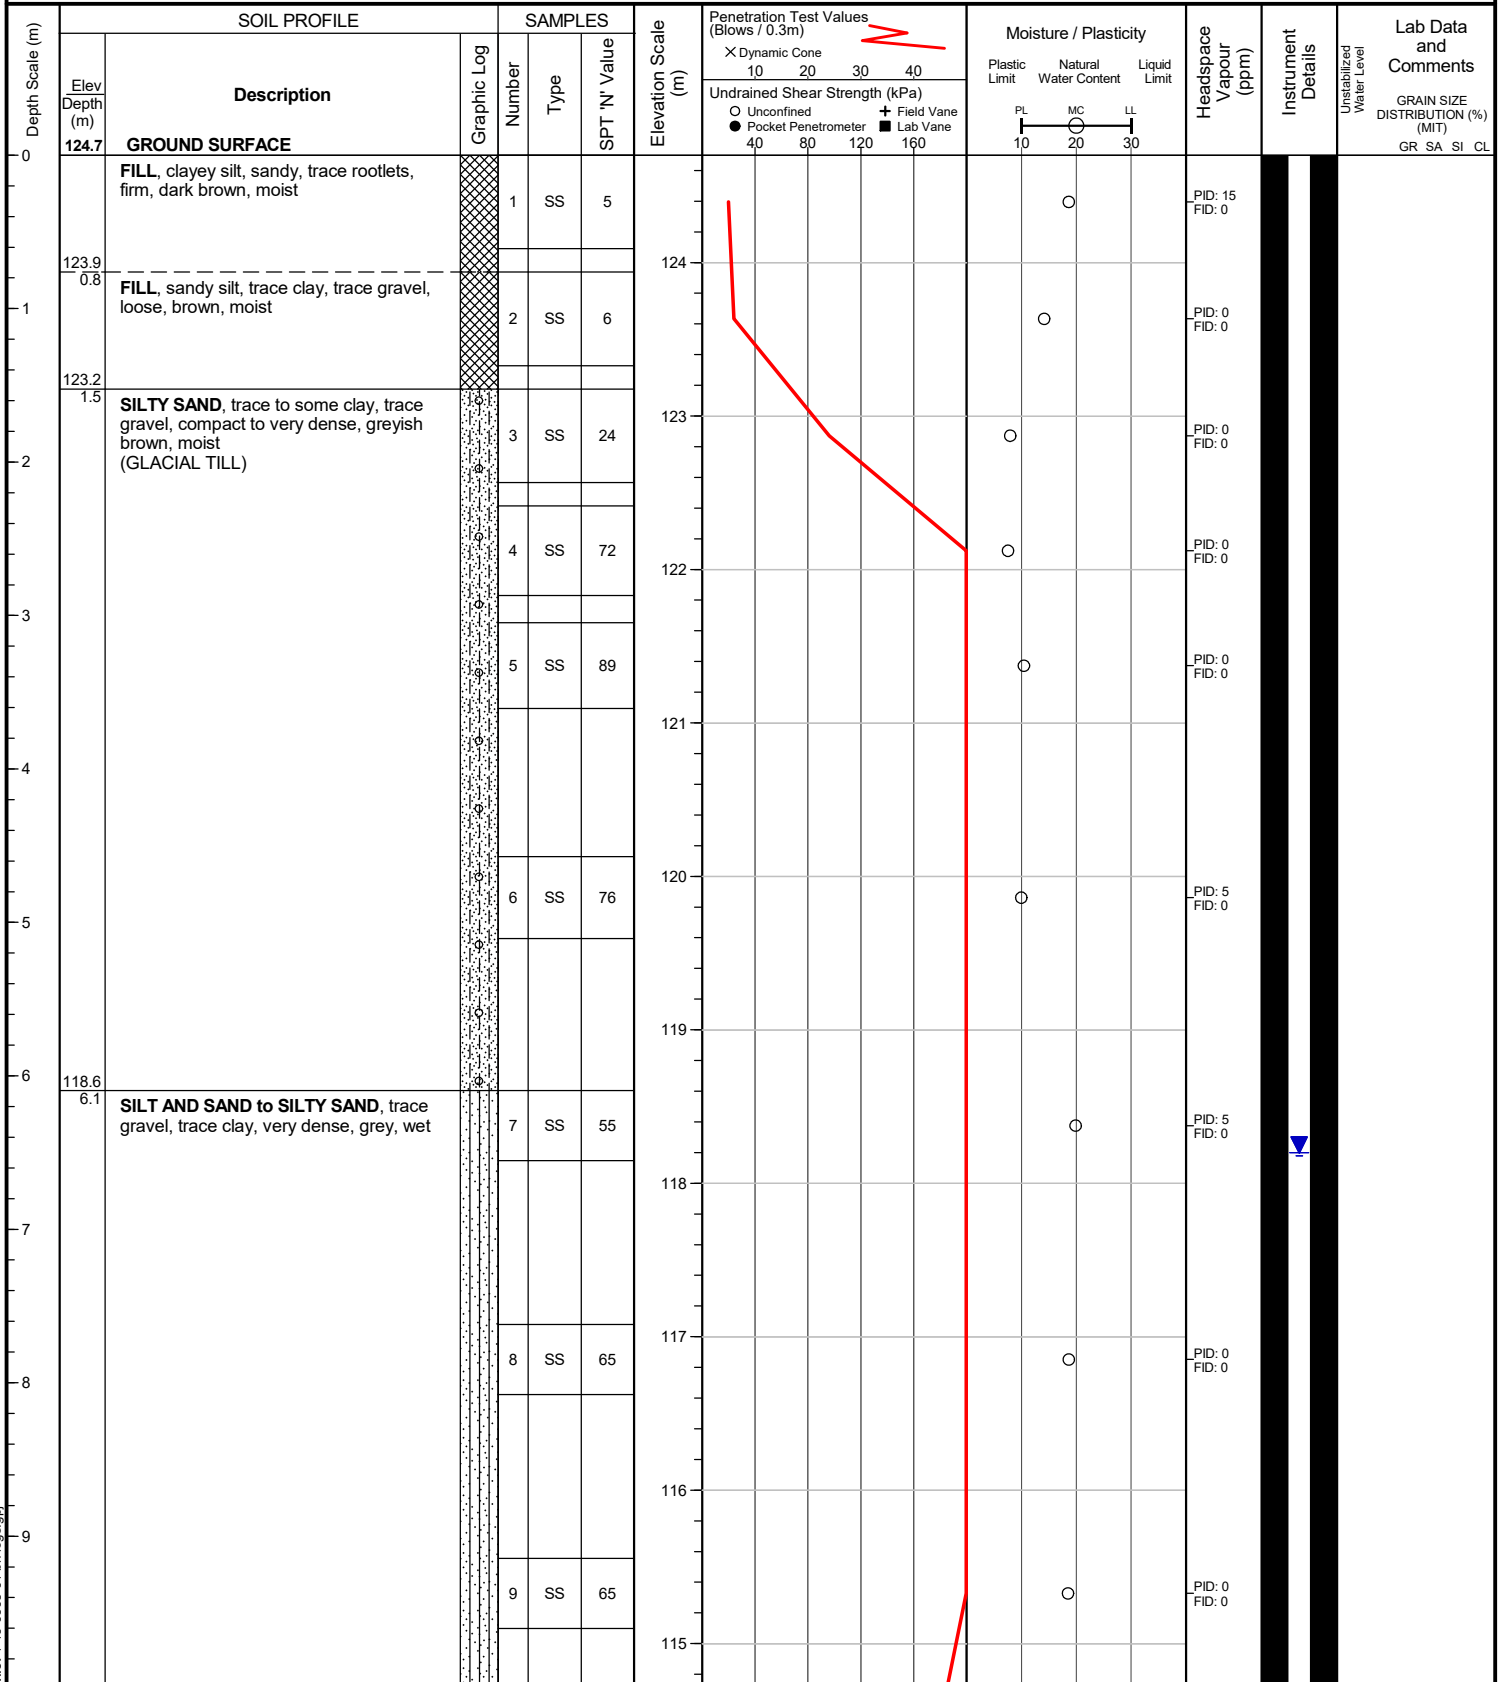 SOIL PROFILE
SAMPLES
Depth Scale (m)
Elev
Depth
(m)
Description
Graphic Log
Number
Type
SPT 'N' Value
Elevation Scale
(m)
Penetration Test Values
(Blows / 0.3m)
X Dynamic Cone
10 20 30 40
Undrained Shear Strength (kPa)
Unconfined
Field Vane
Pocket Penetrometer
Lab Vane
40 80 120 160
Moisture / Plasticity
Plastic Limit
Natural Water Content
Liquid Limit
PL MC LL
10 20 30
Headspace
Vapour
(ppm)
Instrument
Details
Unstabilized
Water Level
Lab Data
and
Comments
GRAIN SIZE
DISTRIBUTION (%)
(MIT)
GR SA SI CL
124.7 GROUND SURFACE
0
FILL, clayey silt, sandy, trace rootlets,
firm, dark brown, moist
1 SS 5
PID: 15
FID: 0
123.9
0.8
124
FILL, sandy silt, trace clay, trace gravel,
loose, brown, moist
1
2 SS 6
PID: 0
FID: 0
123.2
1.5
SILTY SAND, trace to some clay, trace
gravel, compact to very dense, greyish
brown, moist
(GLACIAL TILL)
123
3 SS 24
PID: 0
FID: 0
2
4 SS 72
PID: 0
FID: 0
122
3
5 SS 89
PID: 0
FID: 0
121
4
120
6 SS 76
PID: 5
FID: 0
5
119
6
118.6
6.1
SILT AND SAND to SILTY SAND, trace
gravel, trace clay, very dense, grey, wet
7 SS 55
PID: 5
FID: 0
118
7
117
8 SS 65
PID: 0
FID: 0
8
116
9
9 SS 65
PID: 0
FID: 0
115